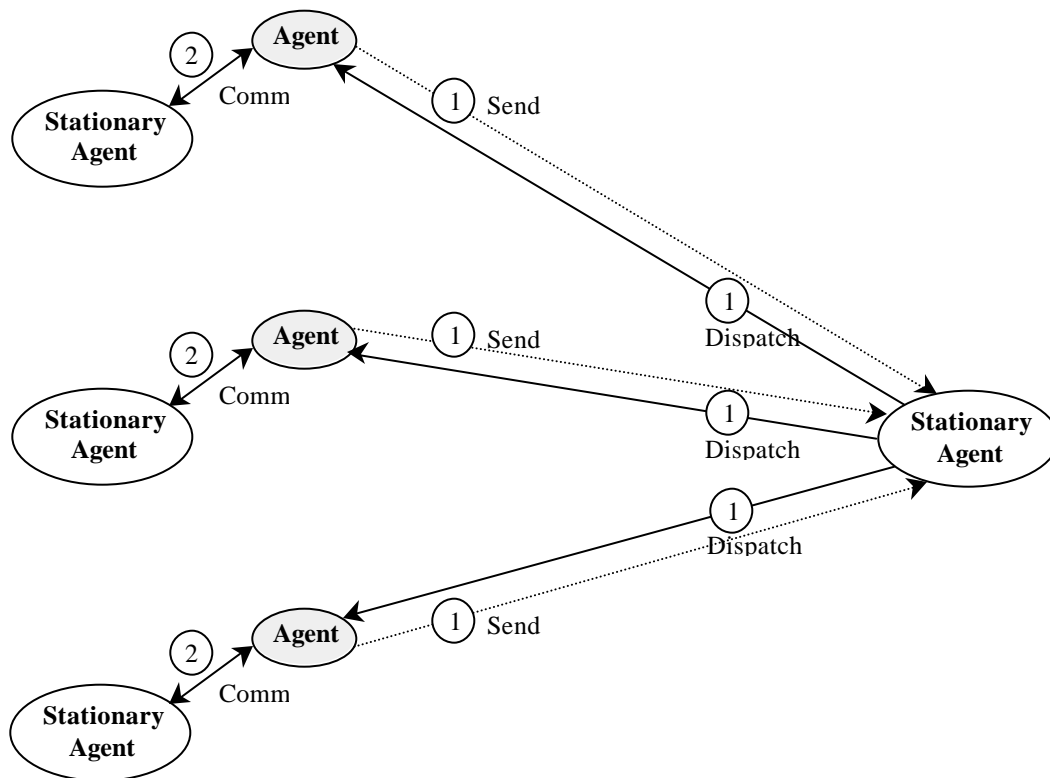 2
Agent
Comm
Stationary
Agent
1 Send
1
Dispatch
2
Agent
Comm
Stationary
Agent
1 Send
1
Dispatch
Stationary
Agent
1
Dispatch
2
Agent
Comm
Stationary
Agent
1 Send